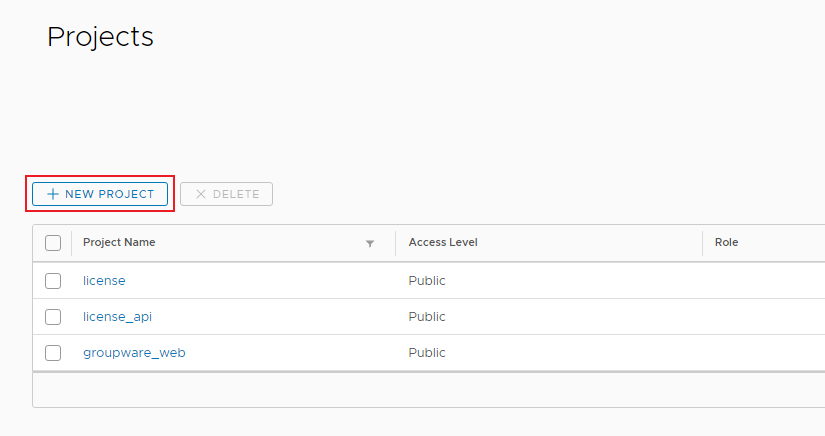 Projects
NEW PROJECT DELETE
Project Name Access Level Role
license Public
license_api Public
groupware_web Public